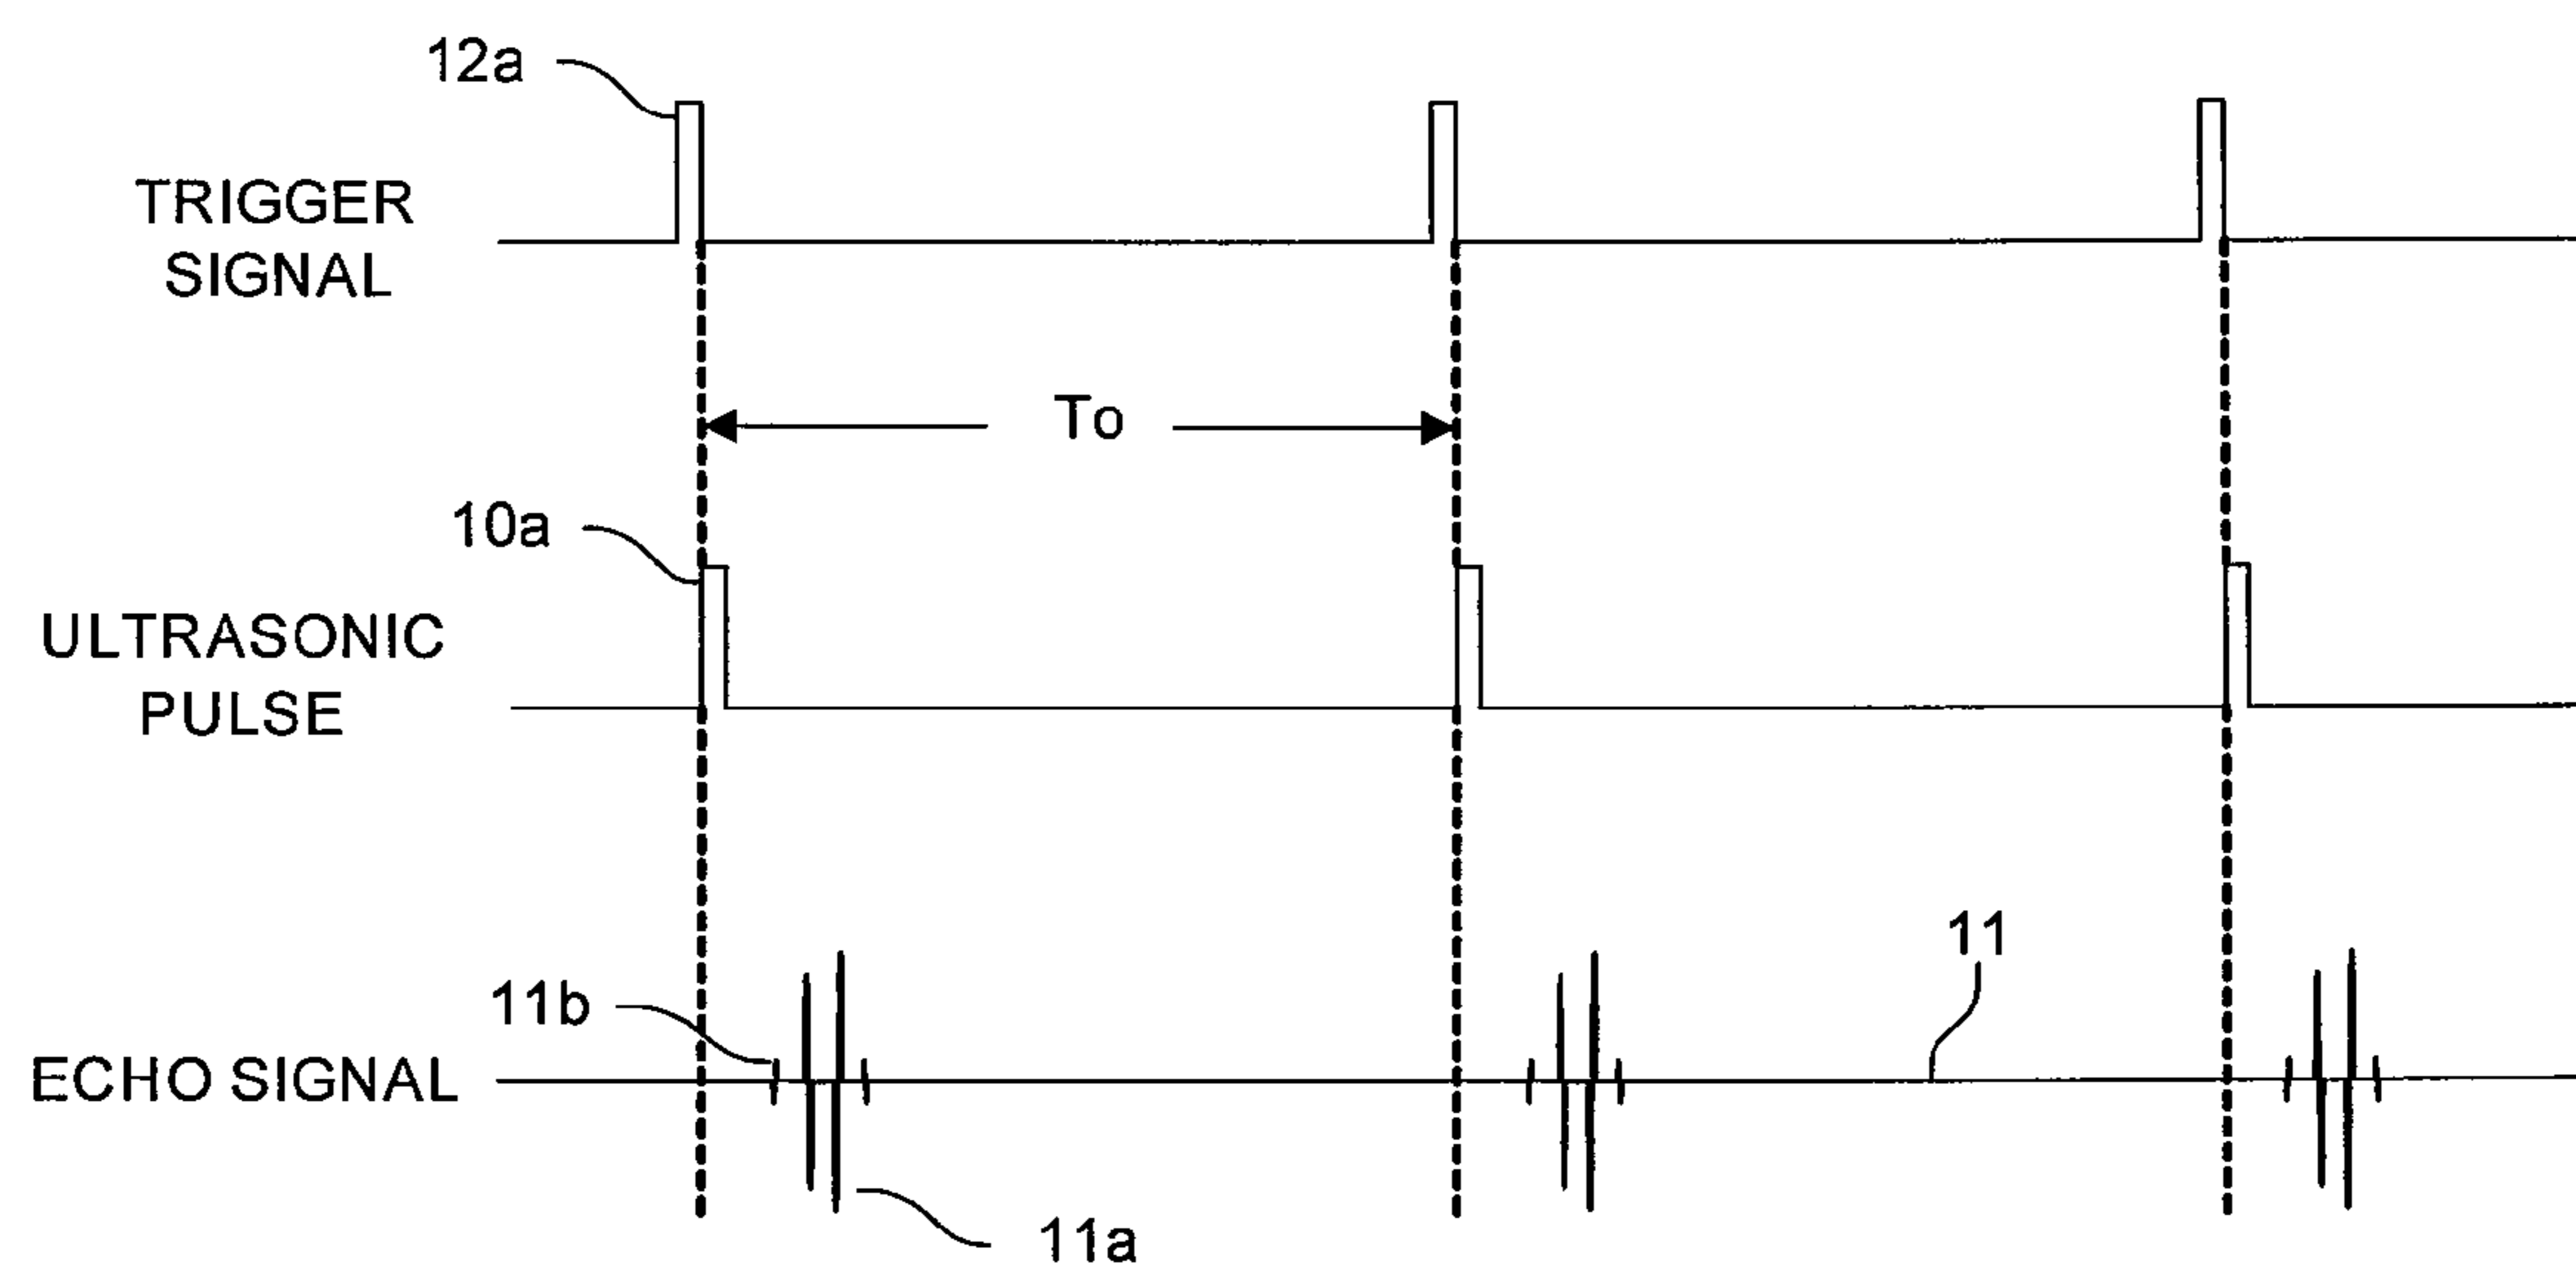 12a
TRIGGER
SIGNAL
To
10a
ULTRASONIC
PULSE
11
11b
ECHO SIGNAL
11a